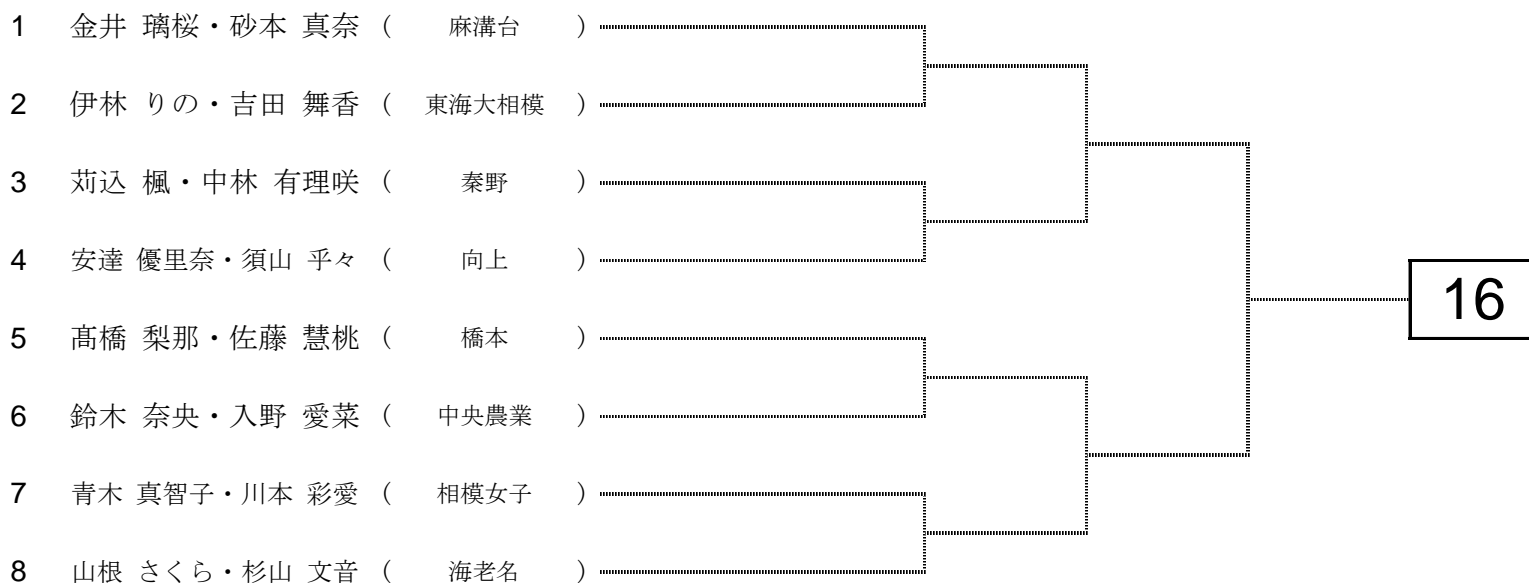 1 金井 璃桜・砂本 真奈 ( 麻溝台 )
2 伊林 りの・吉田 舞香 ( 東海大相模 )
3 苅込 楓・中林 有理咲 ( 秦野 )
4 安達 優里奈・須山 乎々 ( 向上 )
5 髙橋 梨那・佐藤 慧桃 ( 橋本 )
16
6 鈴木 奈央・入野 愛菜 ( 中央農業 )
7 青木 真智子・川本 彩愛 ( 相模女子 )
8 山根 さくら・杉山 文音 ( 海老名 )